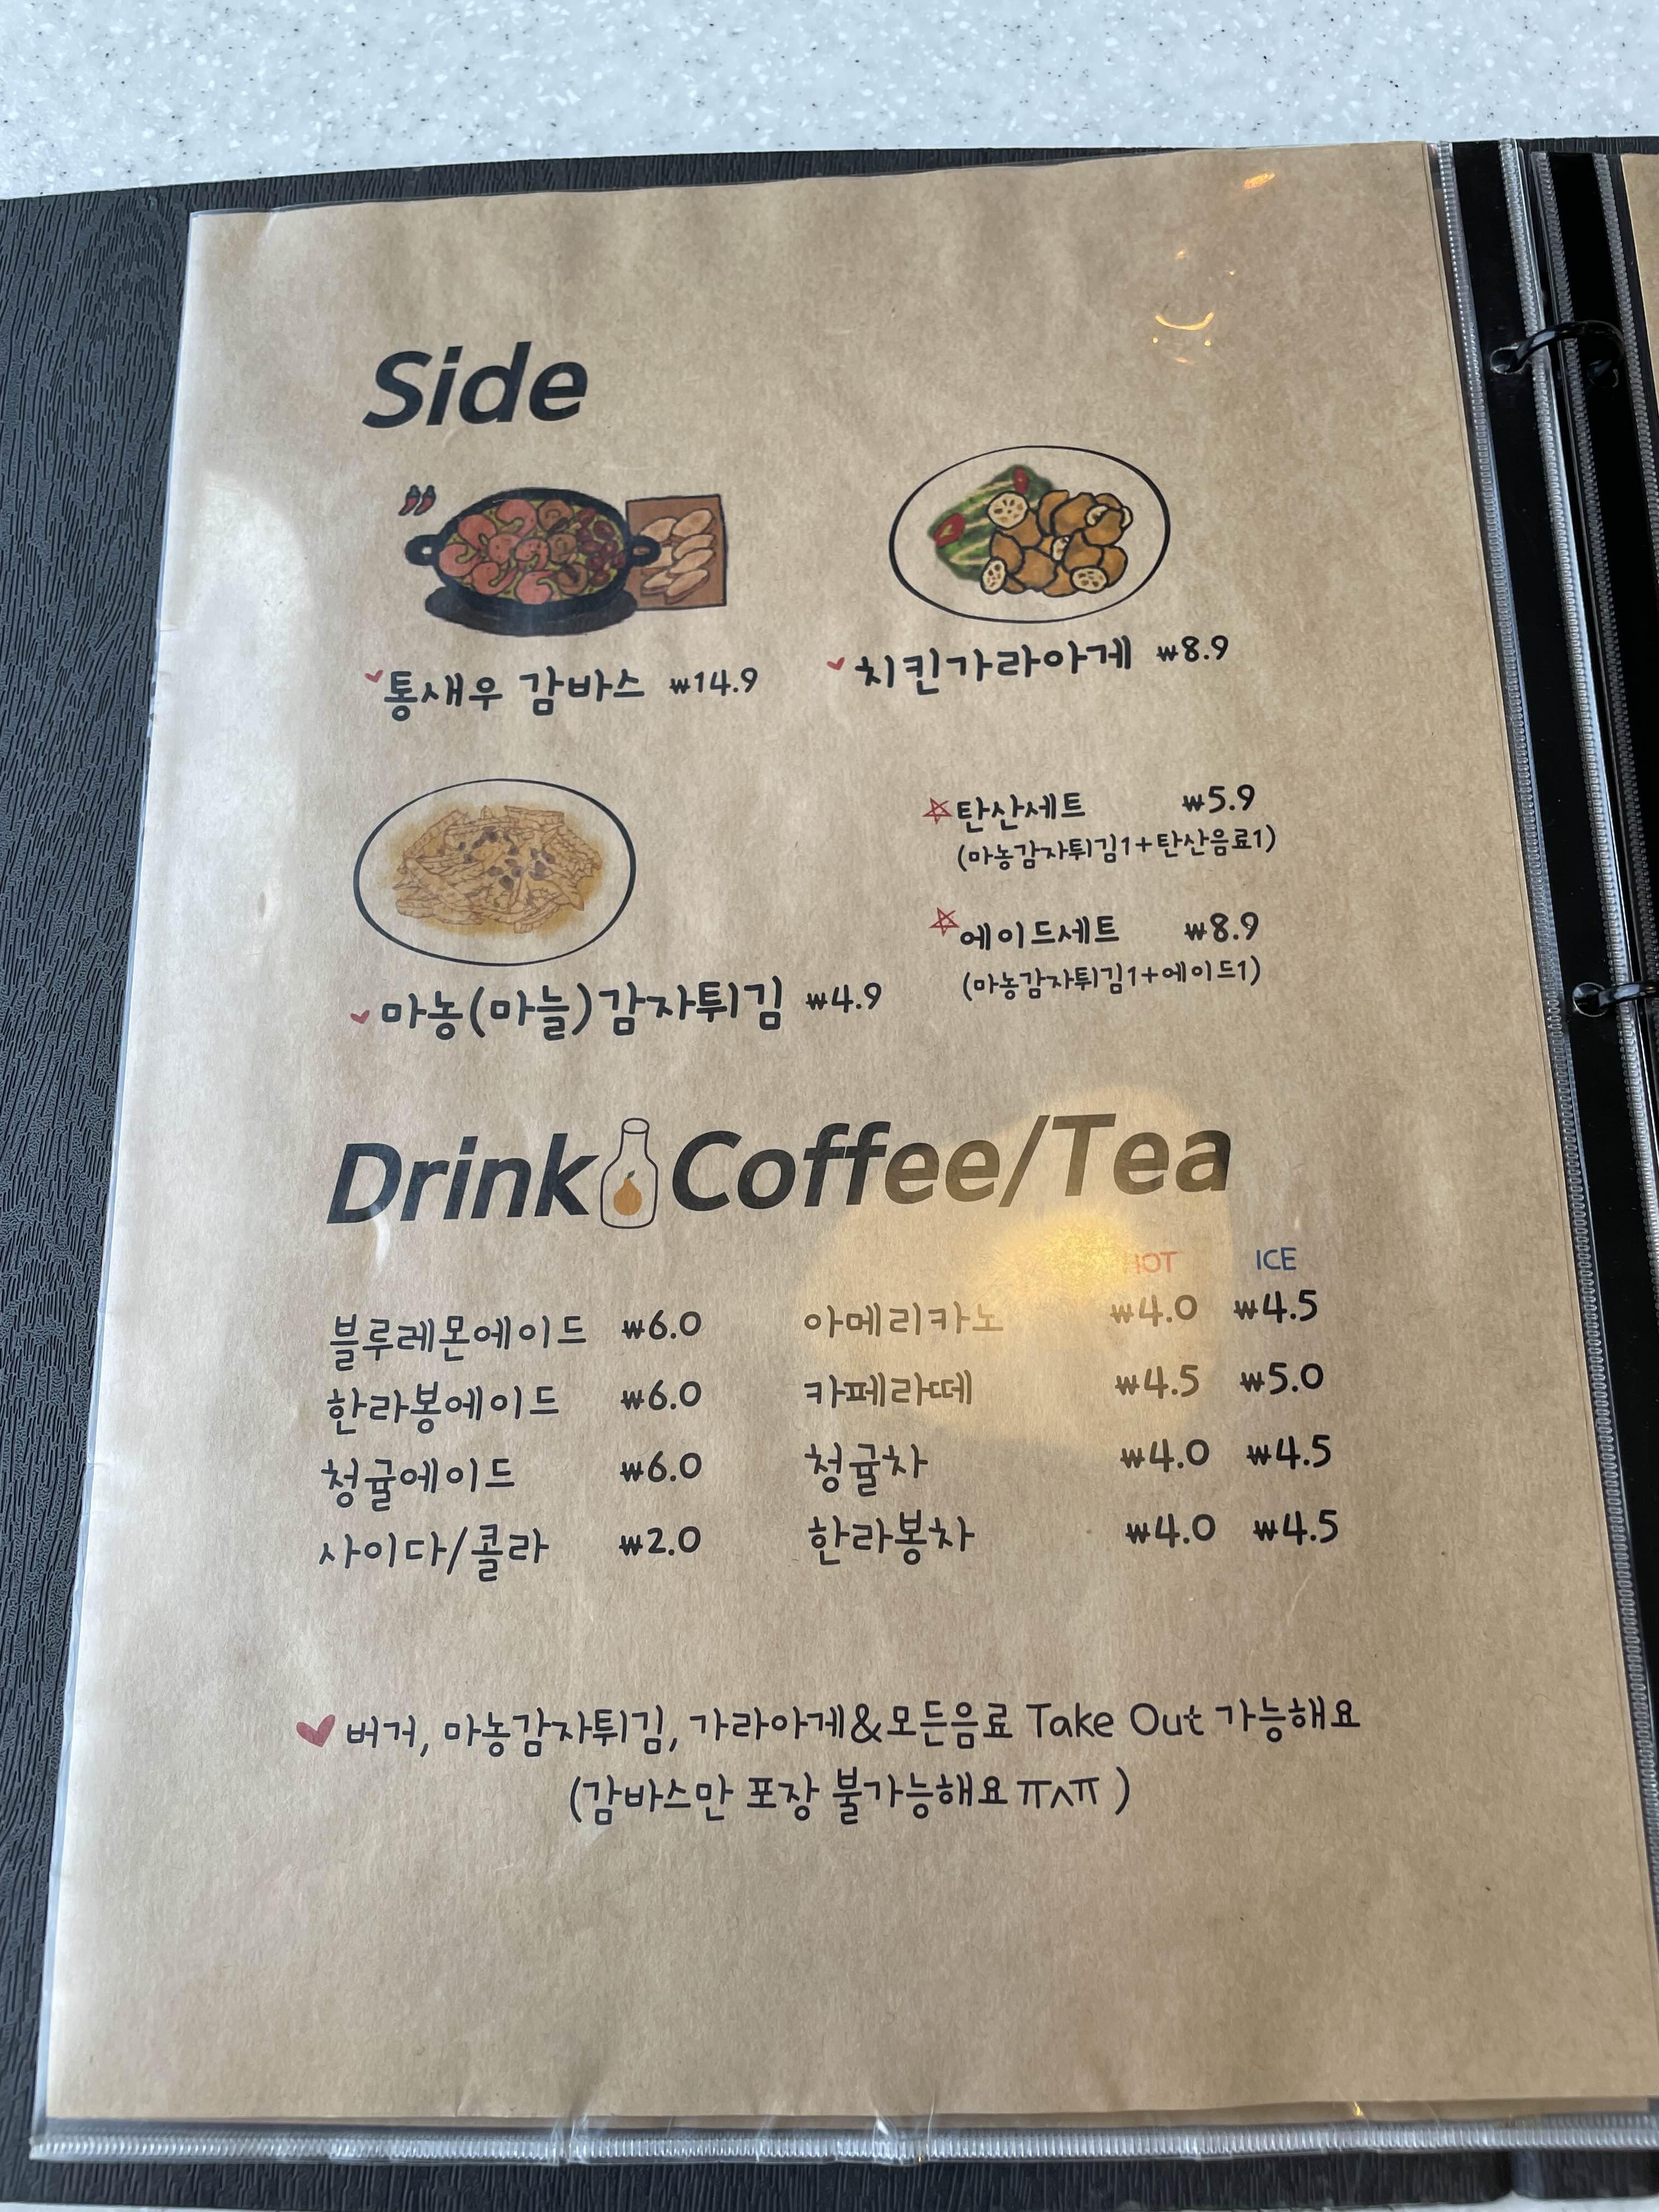 Side
통새우 감바스 ₩14.9
치킨가라아게 ₩8.9
마농(마늘)감자튀김 ₩4.9
탄산세트 ₩5.9
(마농감자튀김1+탄산음료1)
에이드세트 ₩8.9
(마농감자튀김1+에이드1)
Drink
블루레몬에이드 ₩6.0
한라봉에이드 ₩6.0
청귤에이드 ₩6.0
사이다/콜라 ₩2.0
Coffee/Tea
HOT ICE
아메리카노 ₩4.0 ₩4.5
카페라떼 ₩4.5 ₩5.0
청귤차 ₩4.0 ₩4.5
한라봉차 ₩4.0 ₩4.5
버거, 마농감자튀김, 가라아게&모든음료 Take Out 가능해요
(감바스만 포장 불가능해요 ㅠㅅㅠ )